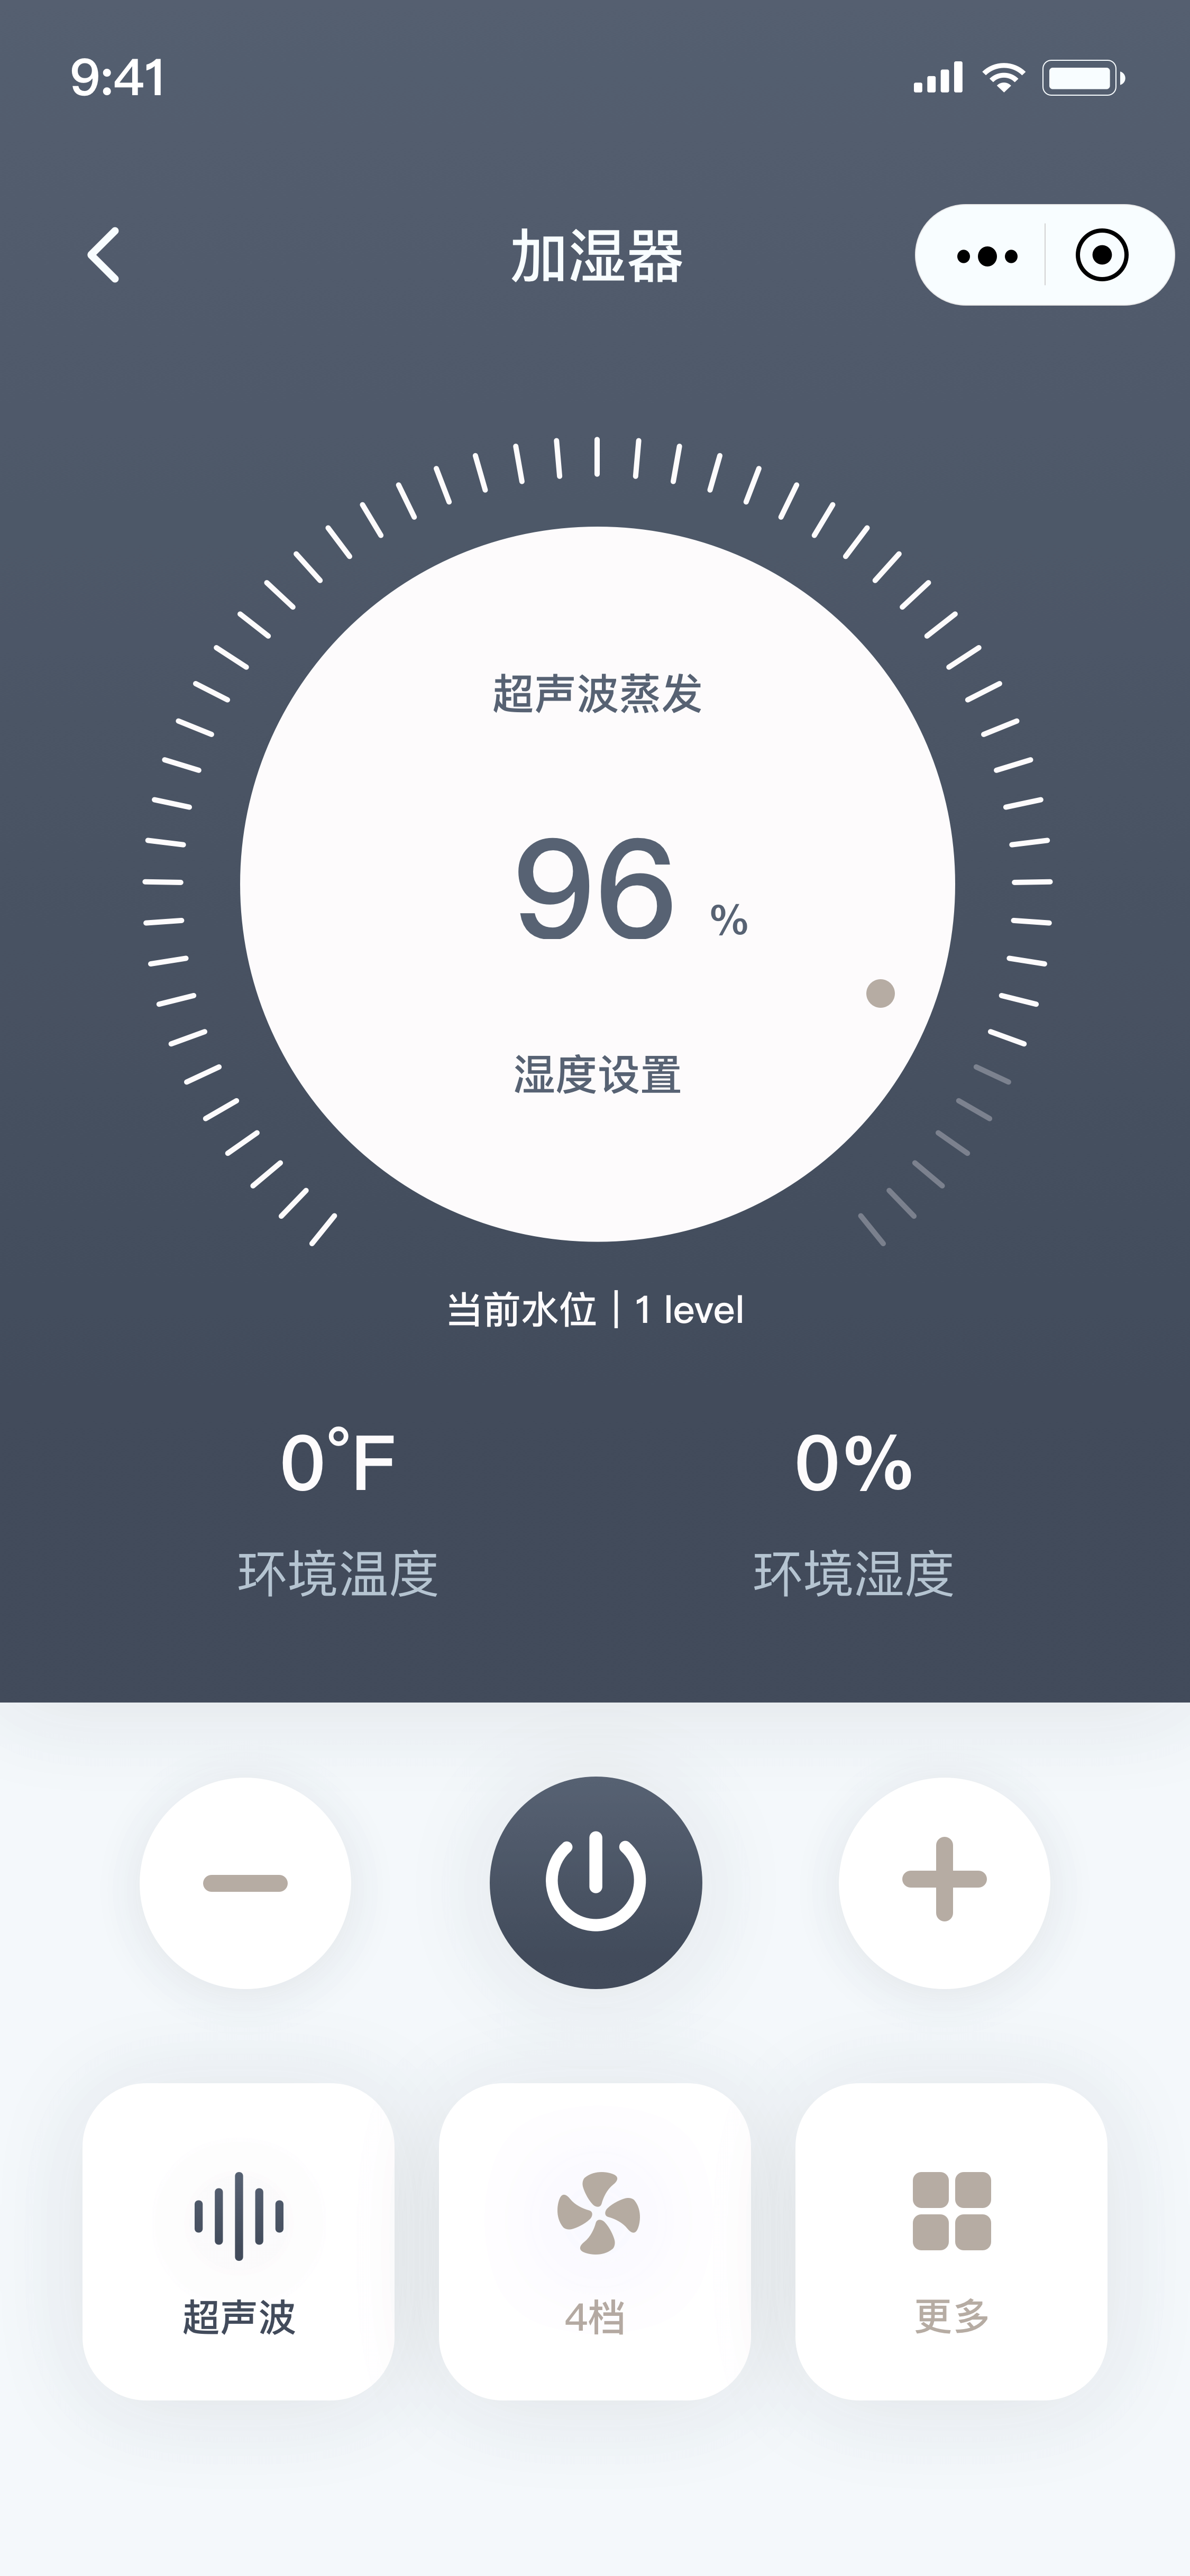 9:41
加湿器
超声波蒸发
96 %
湿度设置
当前水位 | 1 level
0°F
0%
环境温度
环境湿度
超声波
4档
更多